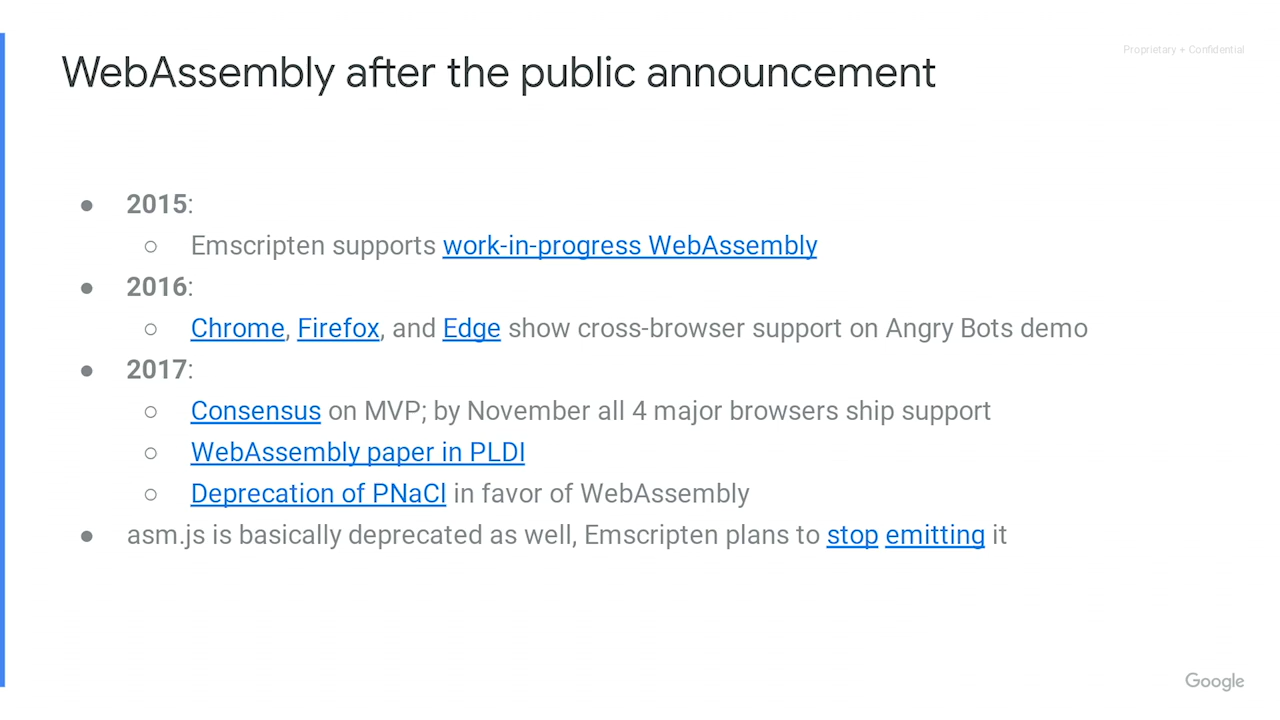 Proprietary + Confidential
WebAssembly after the public announcement
● 2015:
○ Emscripten supports work-in-progress WebAssembly
● 2016:
○ Chrome, Firefox, and Edge show cross-browser support on Angry Bots demo
● 2017:
○ Consensus on MVP; by November all 4 major browsers ship support
○ WebAssembly paper in PLDI
○ Deprecation of PNaCl in favor of WebAssembly
● asm.js is basically deprecated as well, Emscripten plans to stop emitting it
Google